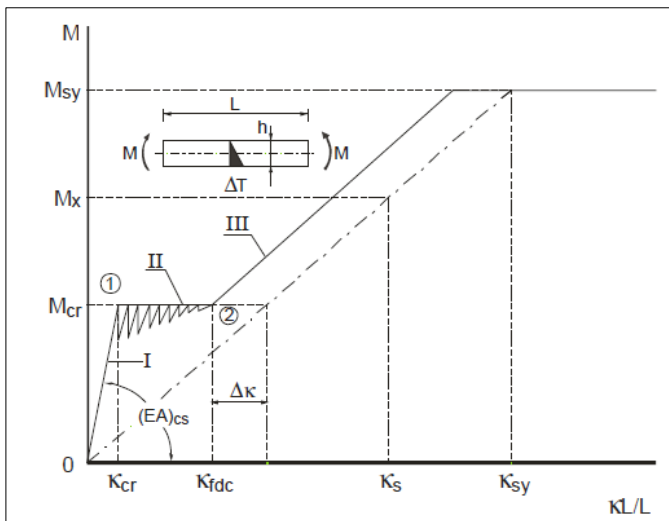 M
Msy
L
h
M
M
ΔT
Mx
III
II
①
Mcr
②
I
Δκ
(EA)cs
0
κcr
κfdc
κs
κsy
κL/L